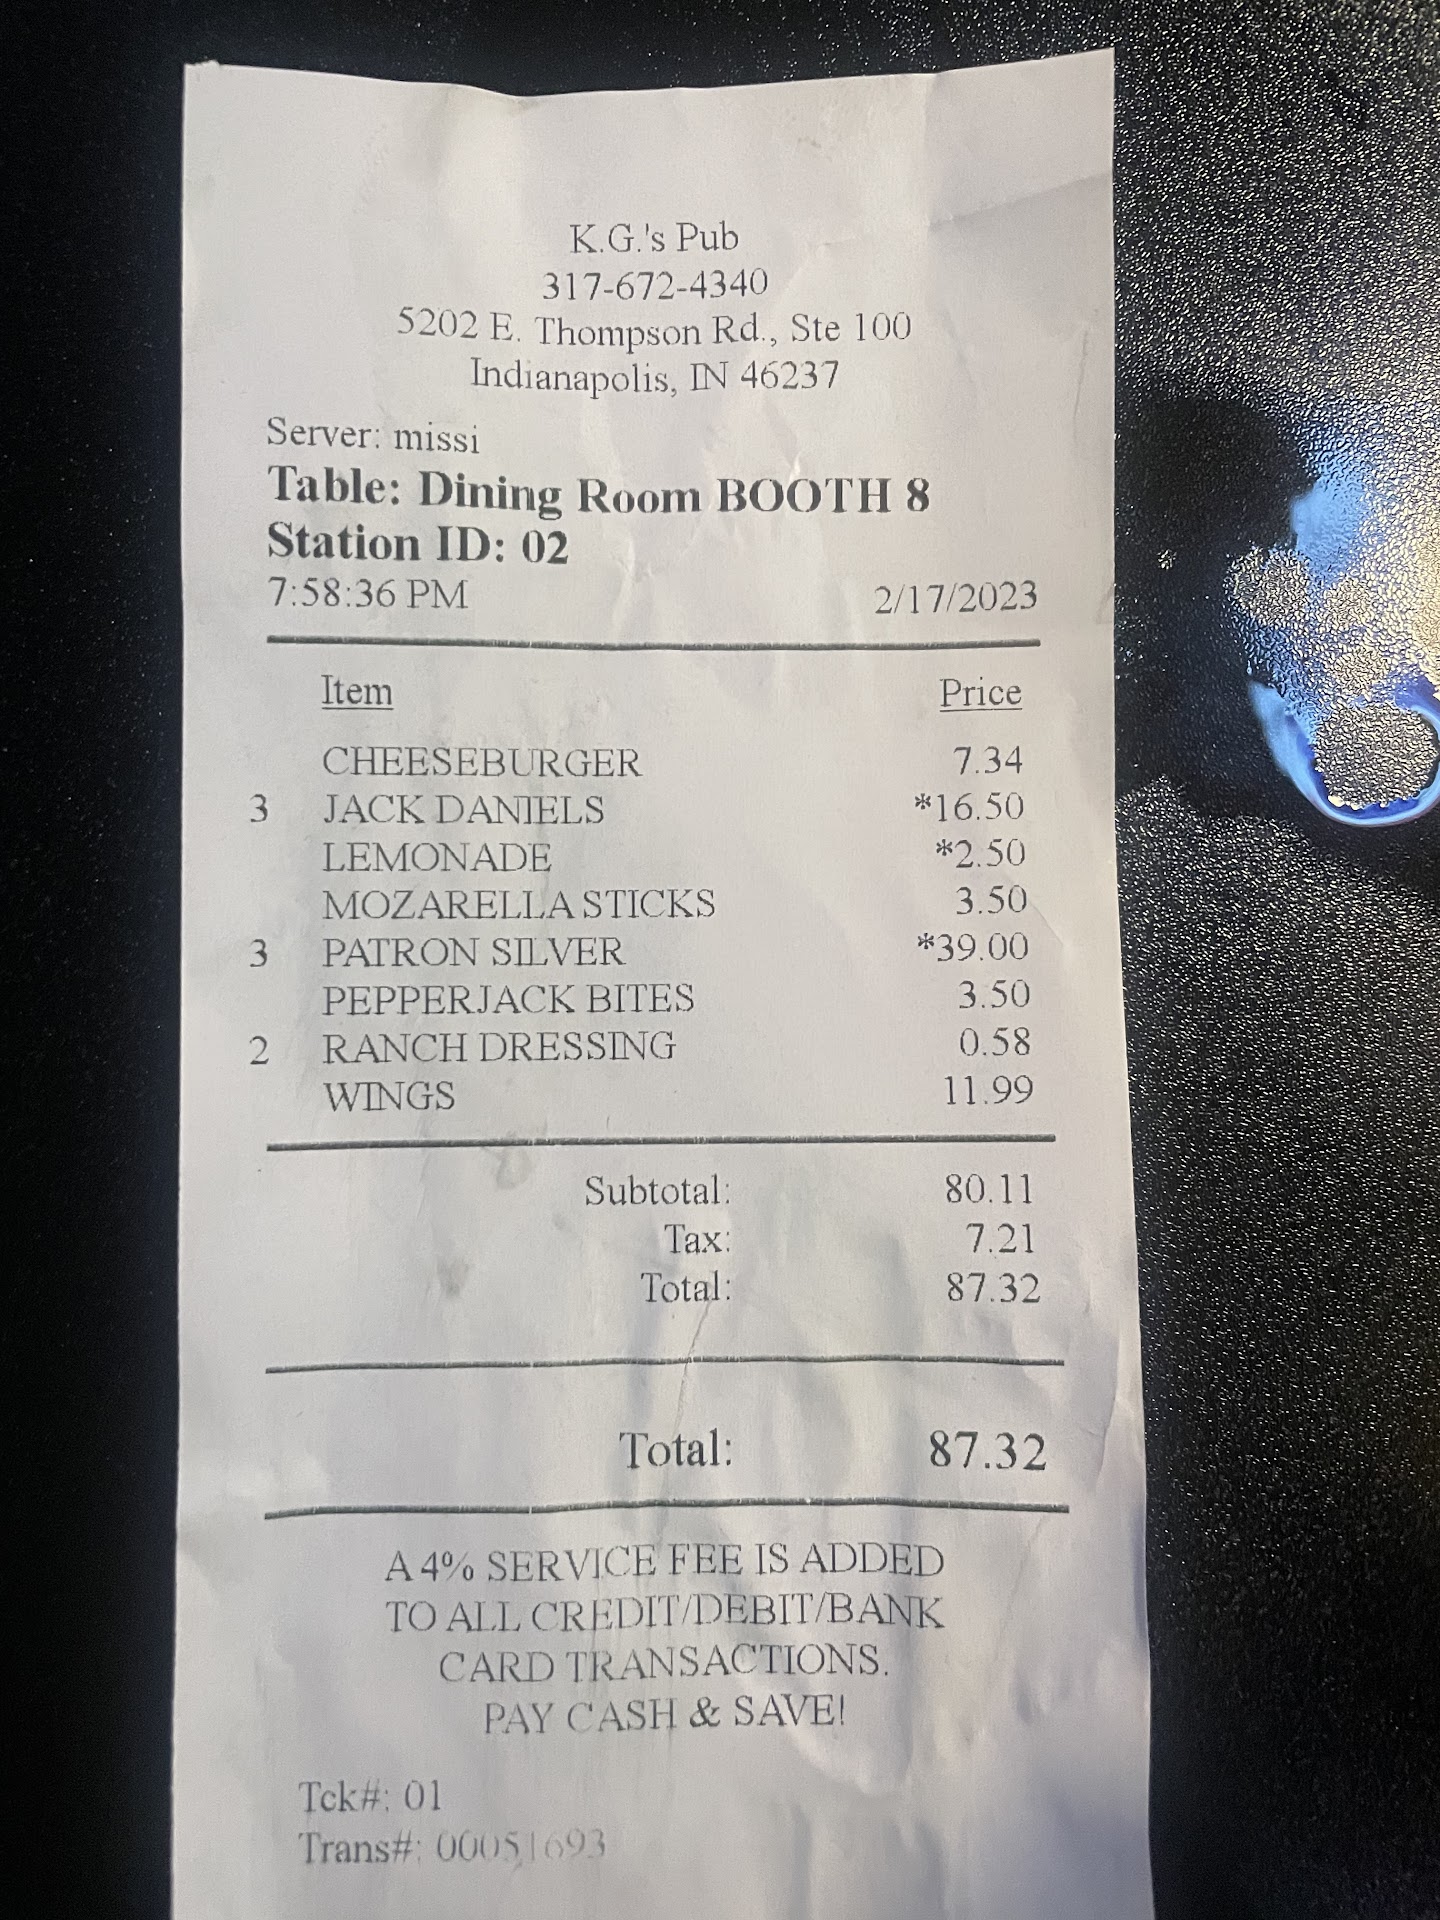 K.G.'s Pub
317-672-4340
5202 E. Thompson Rd., Ste 100
Indianapolis, IN 46237
Server: missi
Table: Dining Room BOOTH 8
Station ID: 02
7:58:36 PM 2/17/2023
Item Price
CHEESEBURGER 7.34
3 JACK DANIELS *16.50
LEMONADE *2.50
MOZARELLA STICKS 3.50
3 PATRON SILVER *39.00
PEPPERJACK BITES 3.50
2 RANCH DRESSING 0.58
WINGS 11.99
Subtotal: 80.11
Tax: 7.21
Total: 87.32
Total: 87.32
A 4% SERVICE FEE IS ADDED
TO ALL CREDIT/DEBIT/BANK
CARD TRANSACTIONS.
PAY CASH & SAVE!
Tck#: 01
Trans#: 00051693